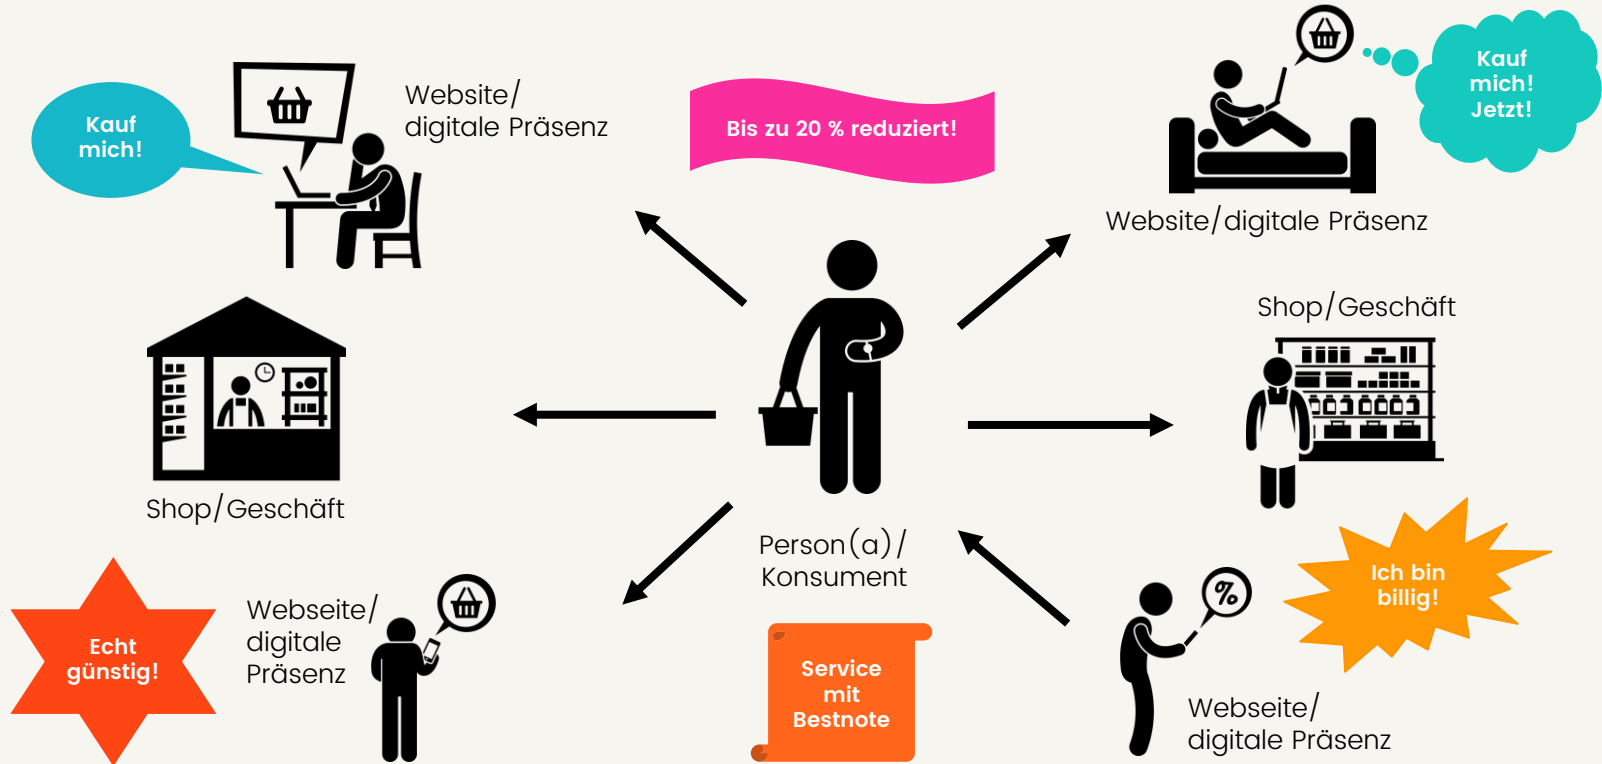 Kauf
mich!
Website/
digitale Präsenz
Bis zu 20 % reduziert!
Kauf
mich!
Jetzt!
Website/digitale Präsenz
Shop/Geschäft
Shop/Geschäft
Person(a)/
Konsument
Echt
günstig!
Webseite/
digitale
Präsenz
Service
mit
Bestnote
%
Ich bin
billig!
Webseite/
digitale Präsenz